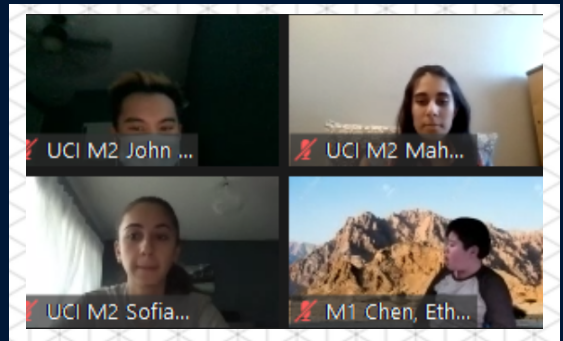 UCI M2 John ...
UCI M2 Mah...
UCI M2 Sofia...
M1 Chen, Eth...